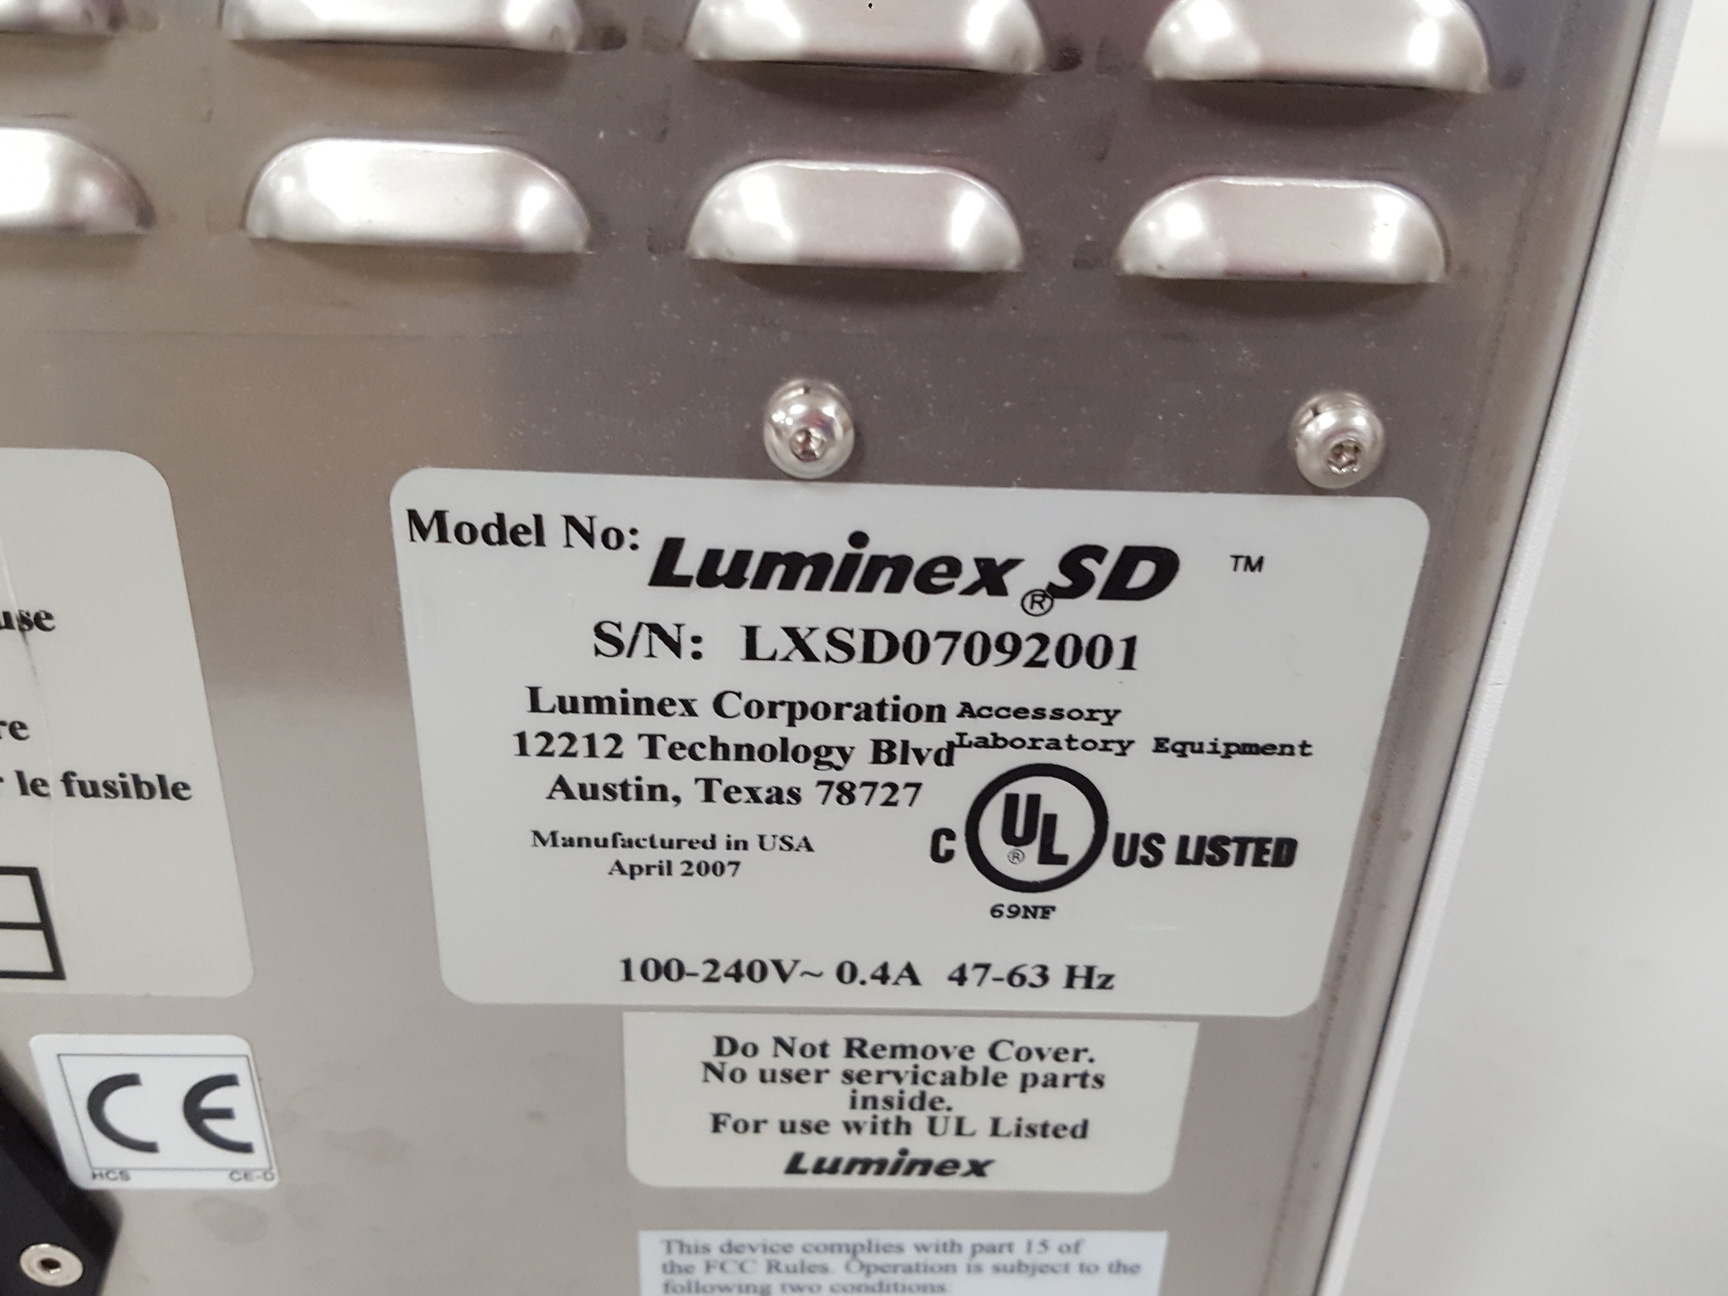 Model No: Luminex® SD ™
S/N: LXSD07092001
Luminex Corporation Accessory
12212 Technology Blvd Laboratory Equipment
Austin, Texas 78727
Manufactured in USA
April 2007
C UL® US LISTED
69NF
100-240V~ 0.4A 47-63 Hz
le fusible
CE
HCS CE-D
Do Not Remove Cover.
No user servicable parts
inside.
For use with UL Listed
Luminex
This device complies with part 15 of
the FCC Rules. Operation is subject to the
following two conditions